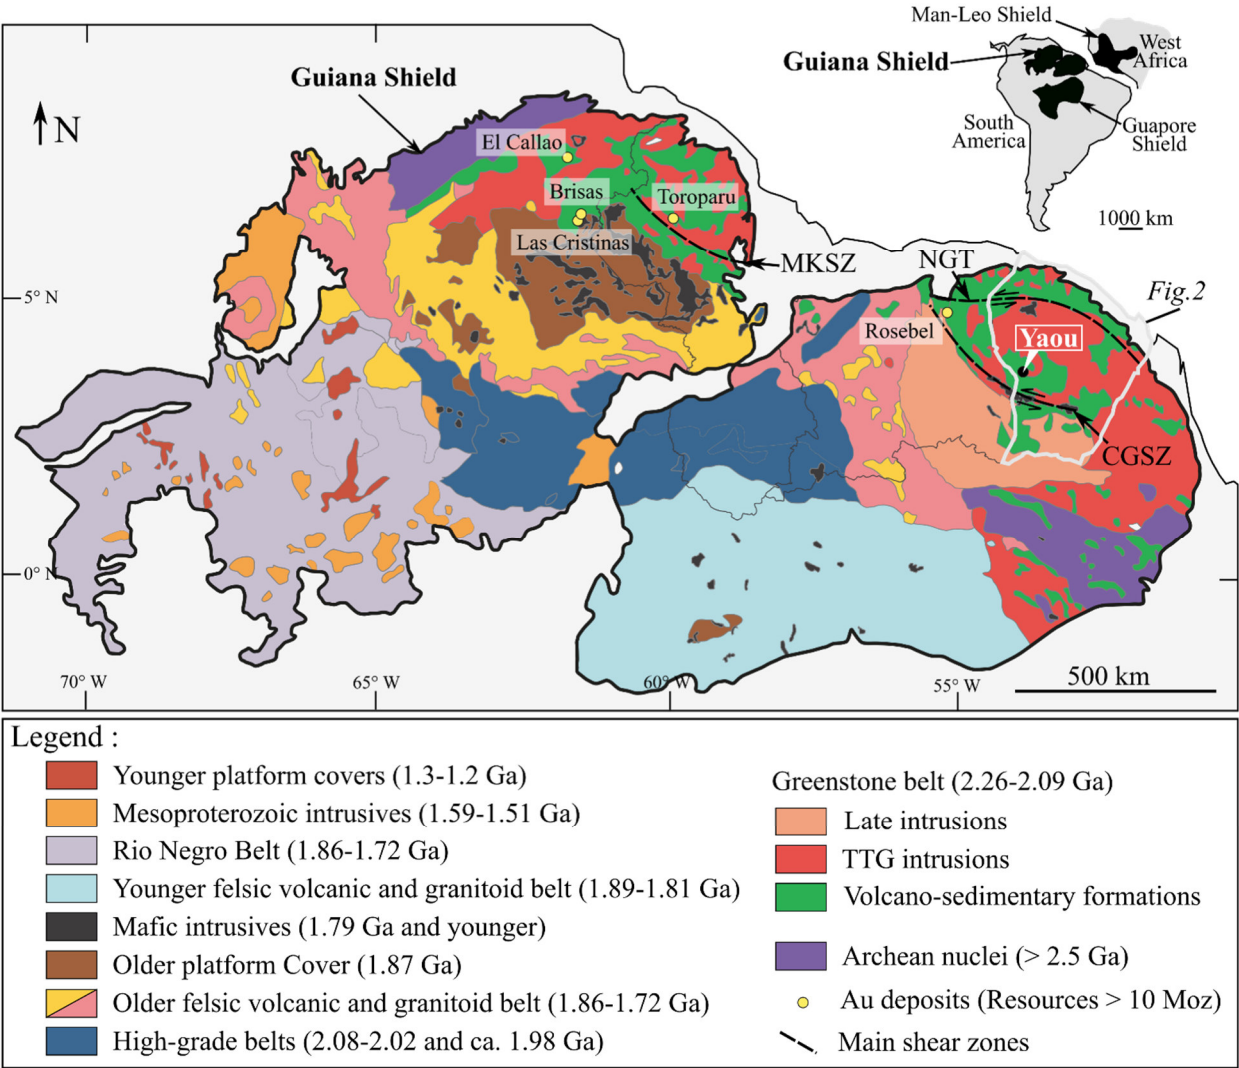 Man-Leo Shield
West
Africa
Guiana Shield
South
America
Guapore
Shield
1000 km
Guiana Shield
N
El Callao
Brisas
Toroparu
Las Cristinas
MKSZ
NGT
Fig.2
5° N
Rosebel
Yaou
CGSZ
0° N
70° W
65° W
60° W
55° W
500 km
Legend :
Younger platform covers (1.3-1.2 Ga)
Mesoproterozoic intrusives (1.59-1.51 Ga)
Rio Negro Belt (1.86-1.72 Ga)
Younger felsic volcanic and granitoid belt (1.89-1.81 Ga)
Mafic intrusives (1.79 Ga and younger)
Older platform Cover (1.87 Ga)
Older felsic volcanic and granitoid belt (1.86-1.72 Ga)
High-grade belts (2.08-2.02 and ca. 1.98 Ga)
Greenstone belt (2.26-2.09 Ga)
Late intrusions
TTG intrusions
Volcano-sedimentary formations
Archean nuclei (> 2.5 Ga)
Au deposits (Resources > 10 Moz)
Main shear zones